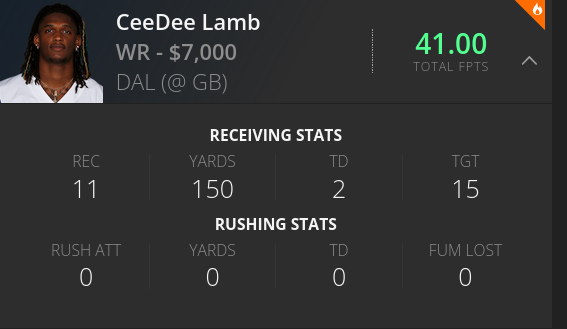 CeeDee Lamb
WR - $7,000
DAL (@ GB)
41.00
TOTAL FPTS
RECEIVING STATS
REC YARDS TD TGT
11 150 2 15
RUSHING STATS
RUSH ATT YARDS TD FUM LOST
0 0 0 0